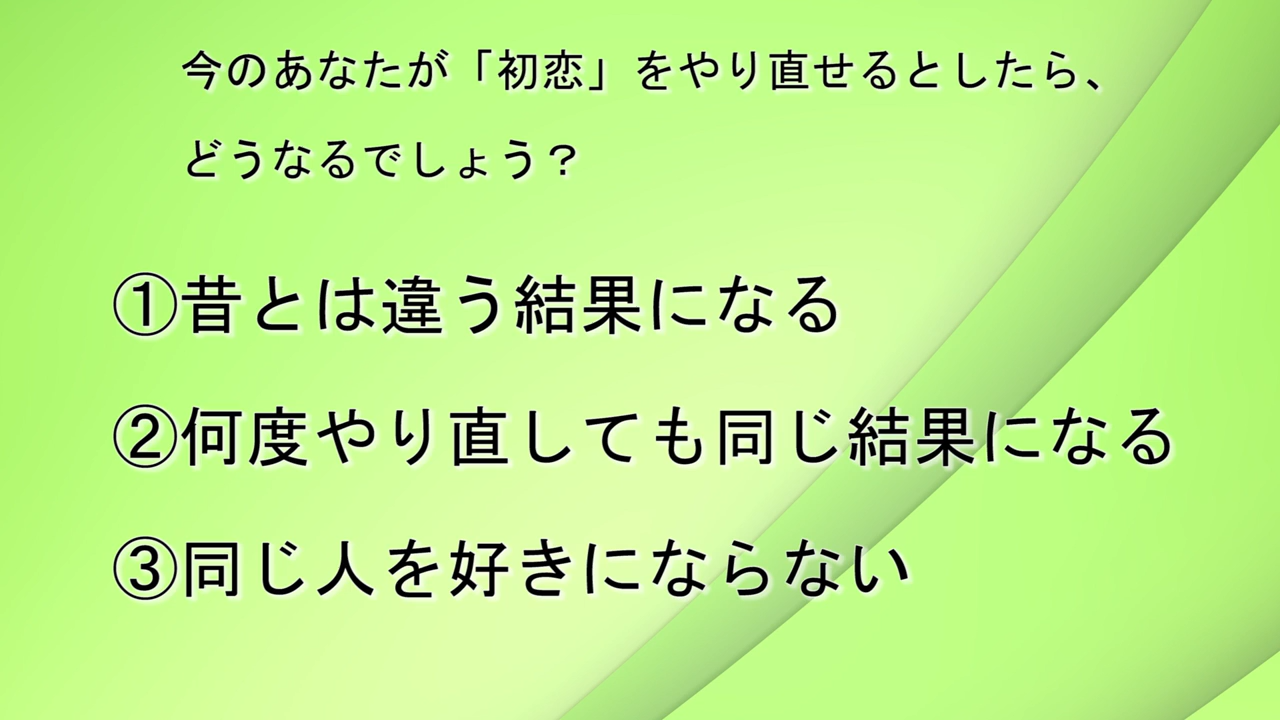 今のあなたが「初恋」をやり直せるとしたら、
どうなるでしょう？
①昔とは違う結果になる
②何度やり直しても同じ結果になる
③同じ人を好きにならない